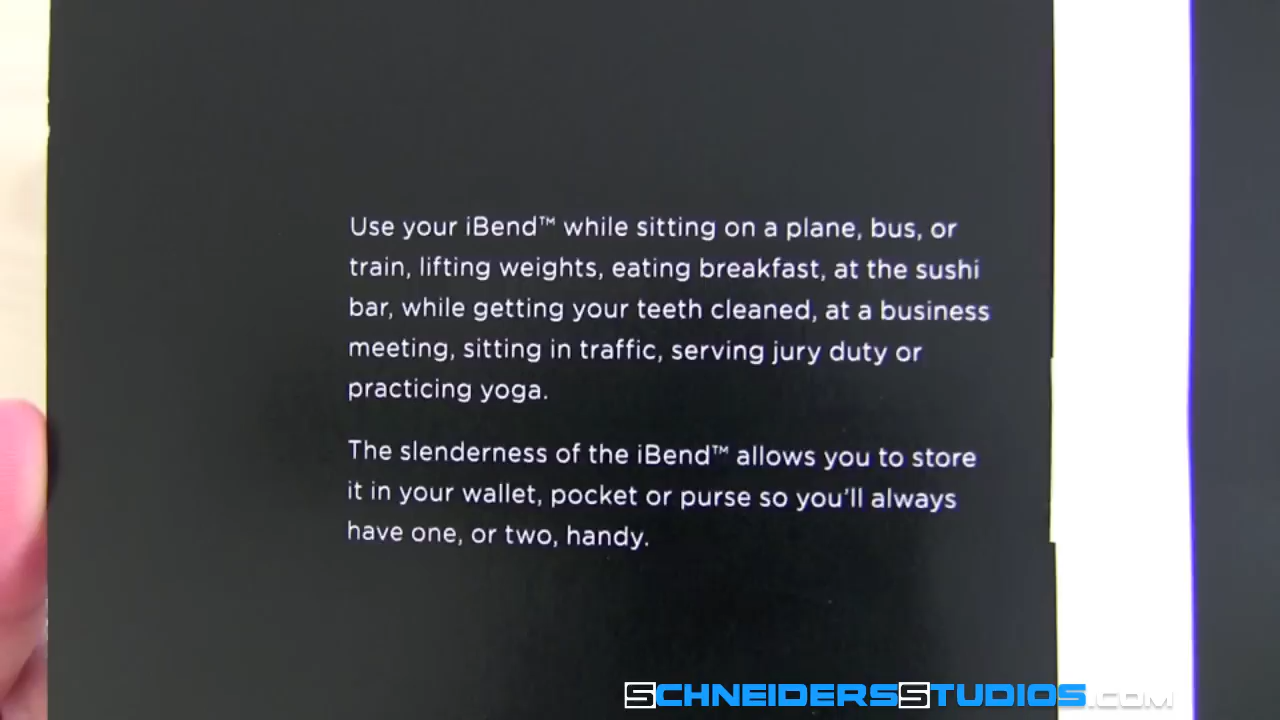 Use your iBend™ while sitting on a plane, bus, or
train, lifting weights, eating breakfast, at the sushi
bar, while getting your teeth cleaned, at a business
meeting, sitting in traffic, serving jury duty or
practicing yoga.
The slenderness of the iBend™ allows you to store
it in your wallet, pocket or purse so you'll always
have one, or two, handy.
SCHNEIDERSSTUDIOS.COM